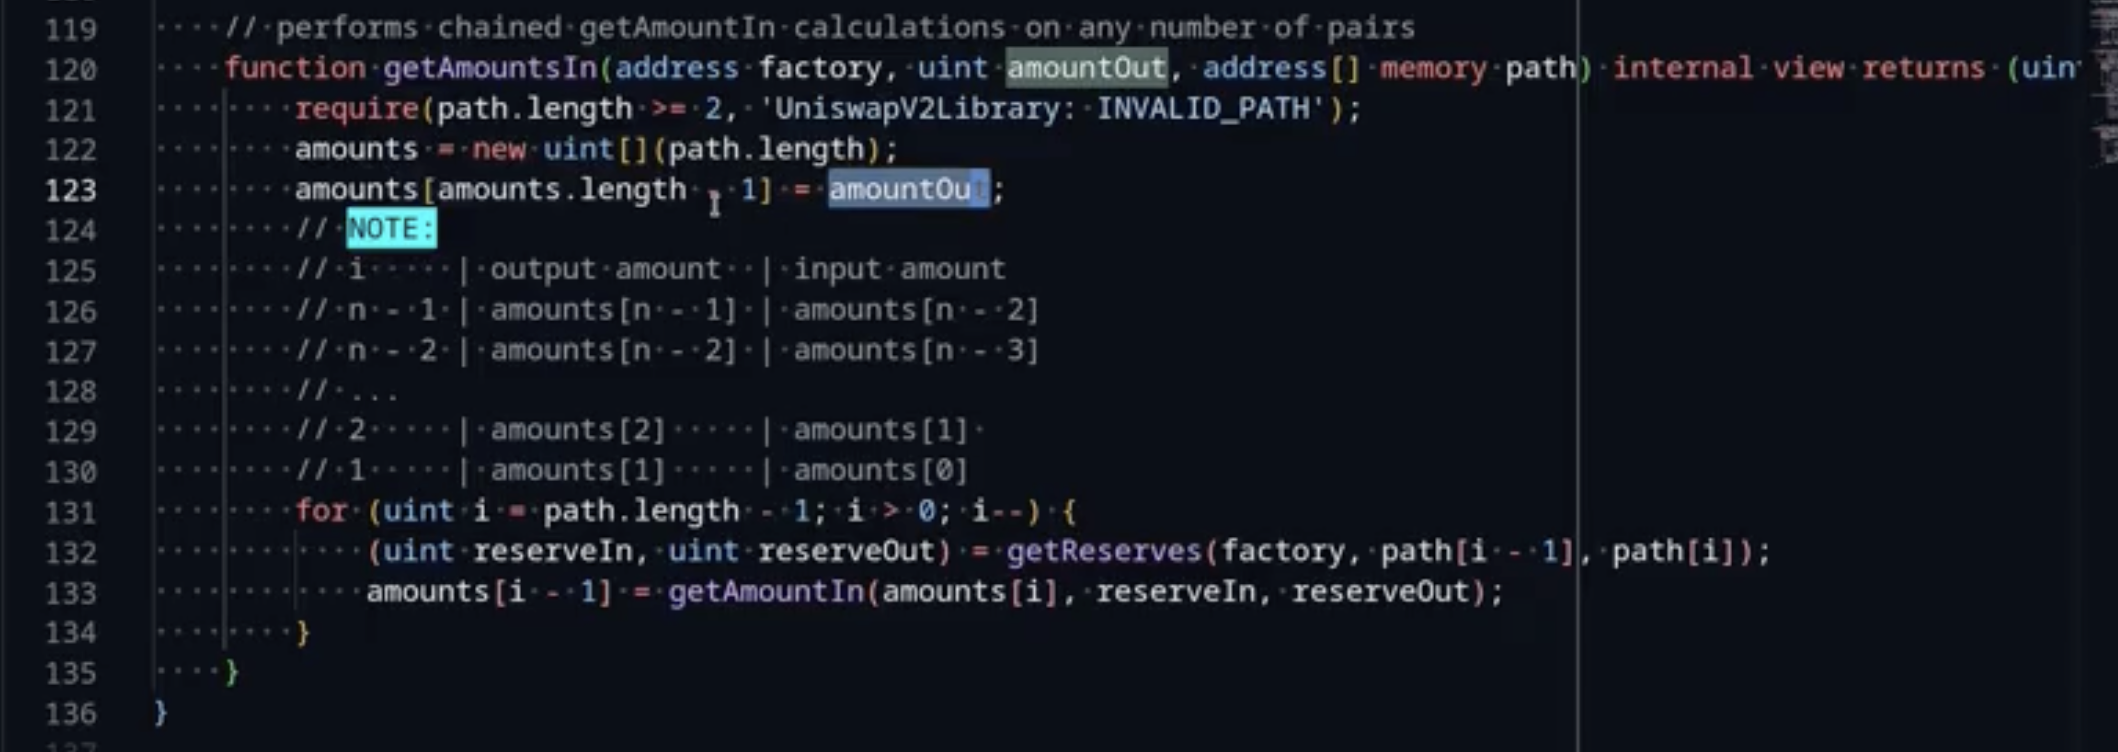 119 // performs chained getAmountIn calculations on any number of pairs
120 function getAmountsIn(address factory, uint amountOut, address[] memory path) internal view returns (uin
121 require(path.length >= 2, 'UniswapV2Library: INVALID_PATH');
122 amounts = new uint[](path.length);
123 amounts[amounts.length - 1] = amountOut;
124 // NOTE:
125 // i | output amount | input amount
126 // n - 1 | amounts[n - 1] | amounts[n - 2]
127 // n - 2 | amounts[n - 2] | amounts[n - 3]
128 // ...
129 // 2 | amounts[2] | amounts[1]
130 // 1 | amounts[1] | amounts[0]
131 for (uint i = path.length - 1; i > 0; i--) {
132 (uint reserveIn, uint reserveOut) = getReserves(factory, path[i - 1], path[i]);
133 amounts[i - 1] = getAmountIn(amounts[i], reserveIn, reserveOut);
134 }
135 }
136 }
137